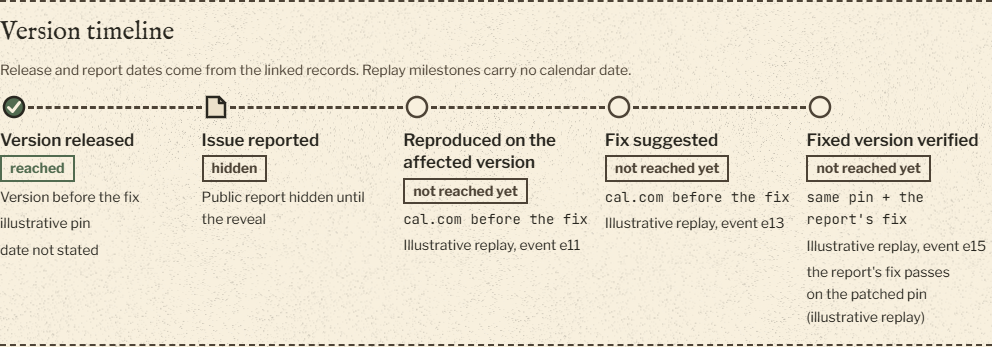 Version timeline
Release and report dates come from the linked records. Replay milestones carry no calendar date.
Version released
reached
Version before the fix
illustrative pin
date not stated
Issue reported
hidden
Public report hidden until
the reveal
Reproduced on the
affected version
not reached yet
cal.com before the fix
Illustrative replay, event e11
Fix suggested
not reached yet
cal.com before the fix
Illustrative replay, event e13
Fixed version verified
not reached yet
same pin + the
report's fix
Illustrative replay, event e15
the report's fix passes
on the patched pin
(illustrative replay)